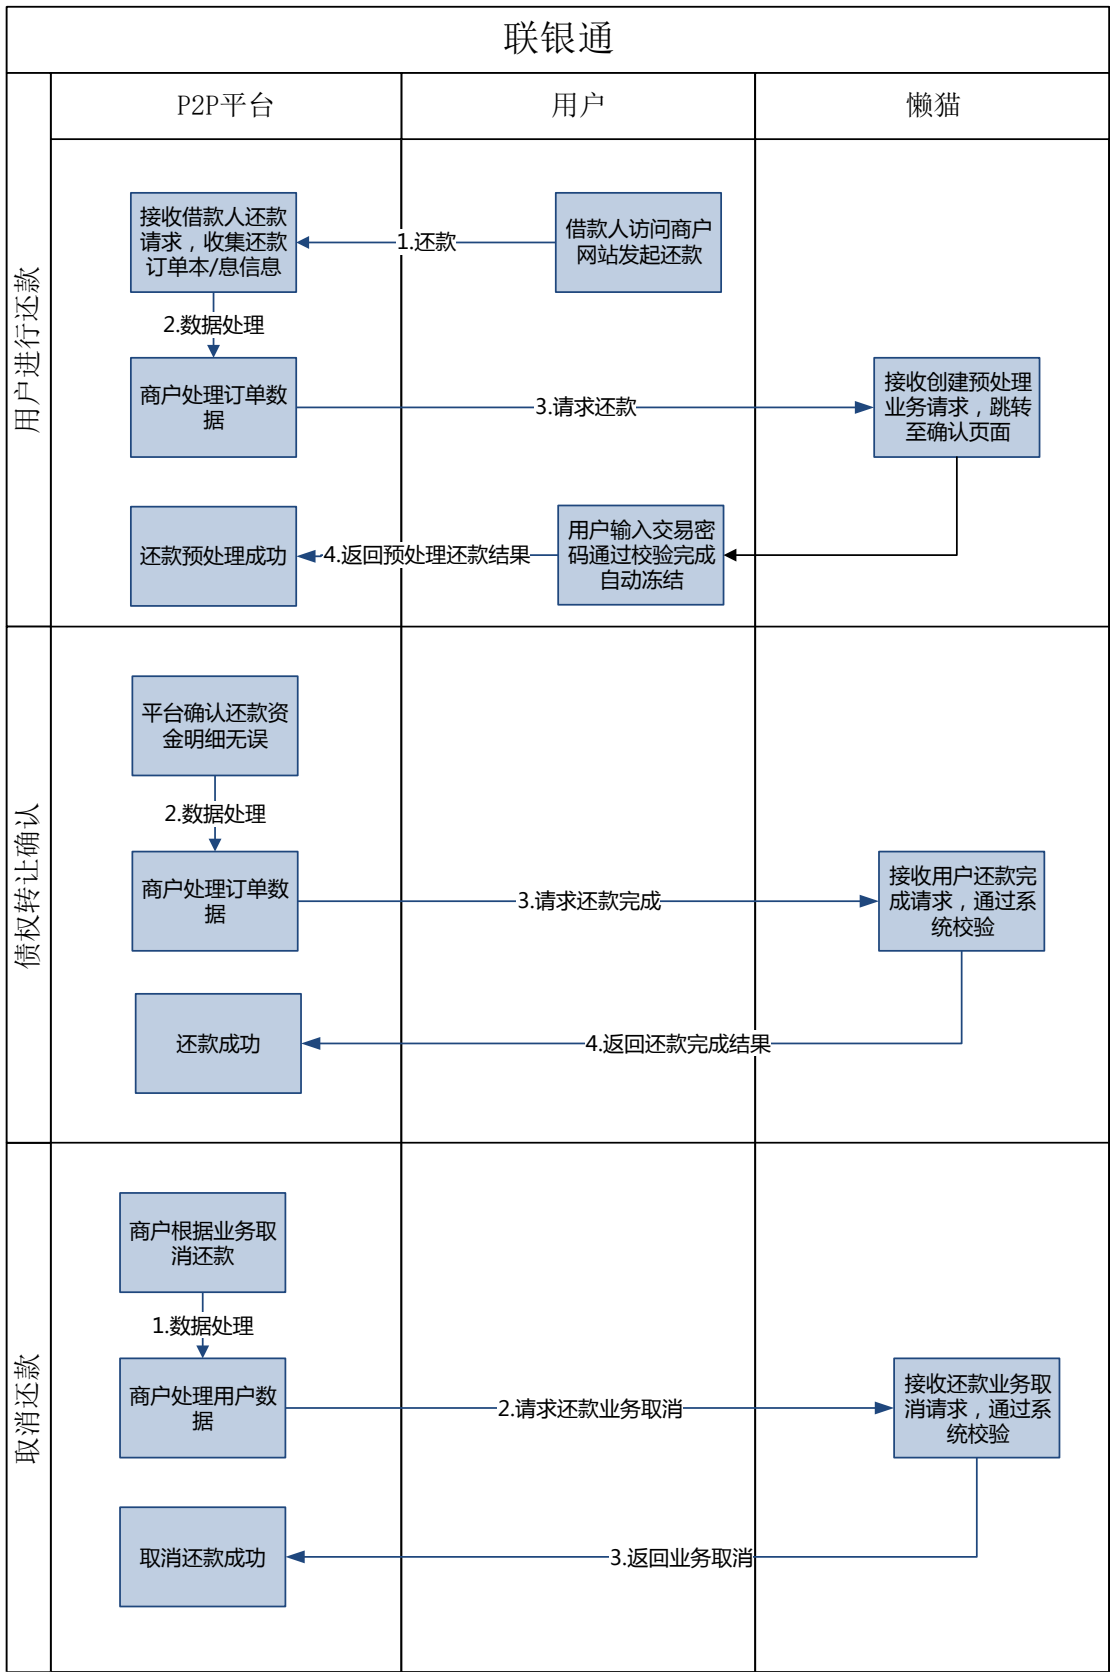 联银通
P2P平台
用户
懒猫
用户进行还款
接收借款人还款
请求，收集还款
订单本/息信息
1.还款
借款人访问商户
网站发起还款
2.数据处理
商户处理订单数
据
3.请求还款
接收创建预处理
业务请求，跳转
至确认页面
还款预处理成功
4.返回预处理还款结果
用户输入交易密
码通过校验完成
自动冻结
债权转让确认
平台确认还款资
金明细无误
2.数据处理
商户处理订单数
据
3.请求还款完成
接收用户还款完
成请求，通过系
统校验
还款成功
4.返回还款完成结果
取消还款
商户根据业务取
消还款
1.数据处理
商户处理用户数
据
2.请求还款业务取消
接收还款业务取
消请求，通过系
统校验
取消还款成功
3.返回业务取消